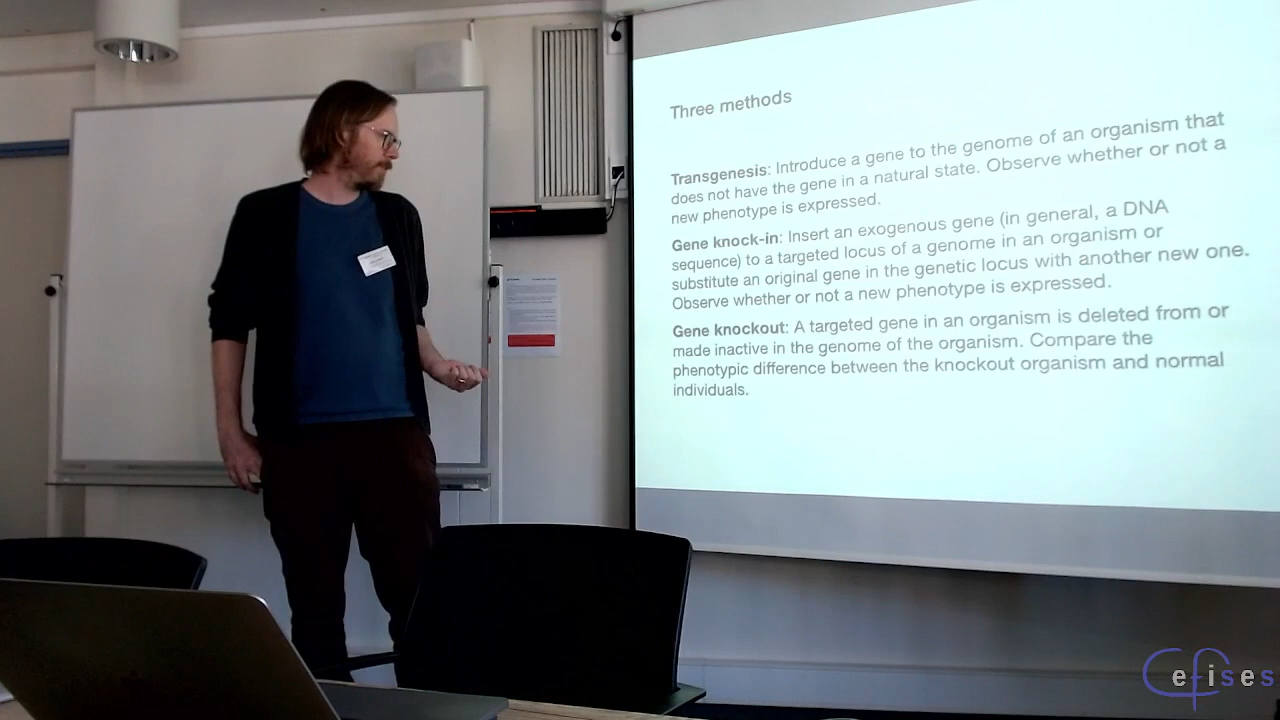 Three methods
Transgenesis: Introduce a gene to the genome of an organism that
does not have the gene in a natural state. Observe whether or not a
new phenotype is expressed.
Gene knock-in: Insert an exogenous gene (in general, a DNA
sequence) to a targeted locus of a genome in an organism or
substitute an original gene in the genetic locus with another new one.
Observe whether or not a new phenotype is expressed.
Gene knockout: A targeted gene in an organism is deleted from or
made inactive in the genome of the organism. Compare the
phenotypic difference between the knockout organism and normal
individuals.
Cefises